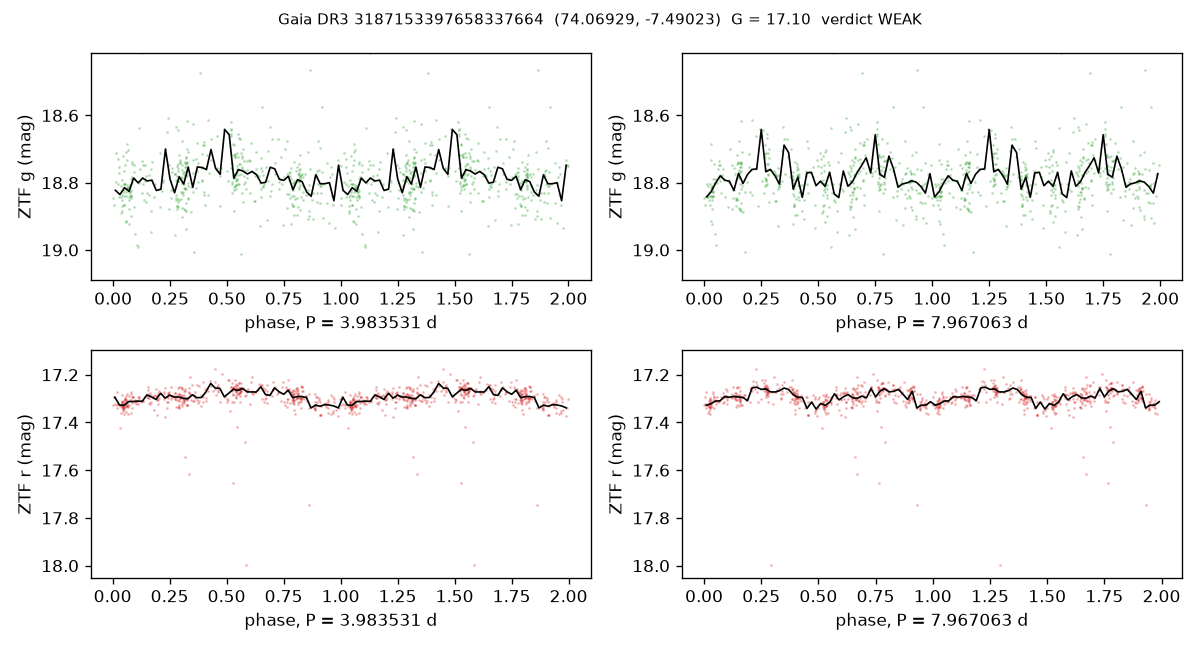 Gaia DR3 3187153397658337664  (74.06929, -7.49023)  G = 17.10  verdict WEAK
ZTF g (mag)
18.6
18.8
19.0
0.00 0.25 0.50 0.75 1.00 1.25 1.50 1.75 2.00
phase, P = 3.983531 d
ZTF g (mag)
18.6
18.8
19.0
0.00 0.25 0.50 0.75 1.00 1.25 1.50 1.75 2.00
phase, P = 7.967063 d
ZTF r (mag)
17.2
17.4
17.6
17.8
18.0
0.00 0.25 0.50 0.75 1.00 1.25 1.50 1.75 2.00
phase, P = 3.983531 d
ZTF r (mag)
17.2
17.4
17.6
17.8
18.0
0.00 0.25 0.50 0.75 1.00 1.25 1.50 1.75 2.00
phase, P = 7.967063 d